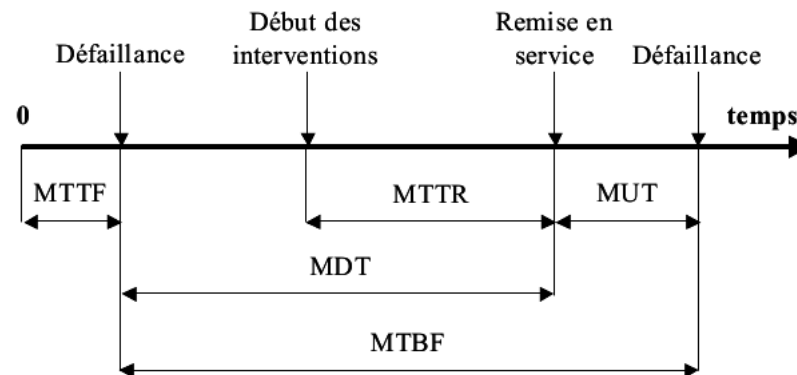 Début des
interventions
Remise en
service
Défaillance
Défaillance
0
temps
MTTF
MTTR
MUT
MDT
MTBF